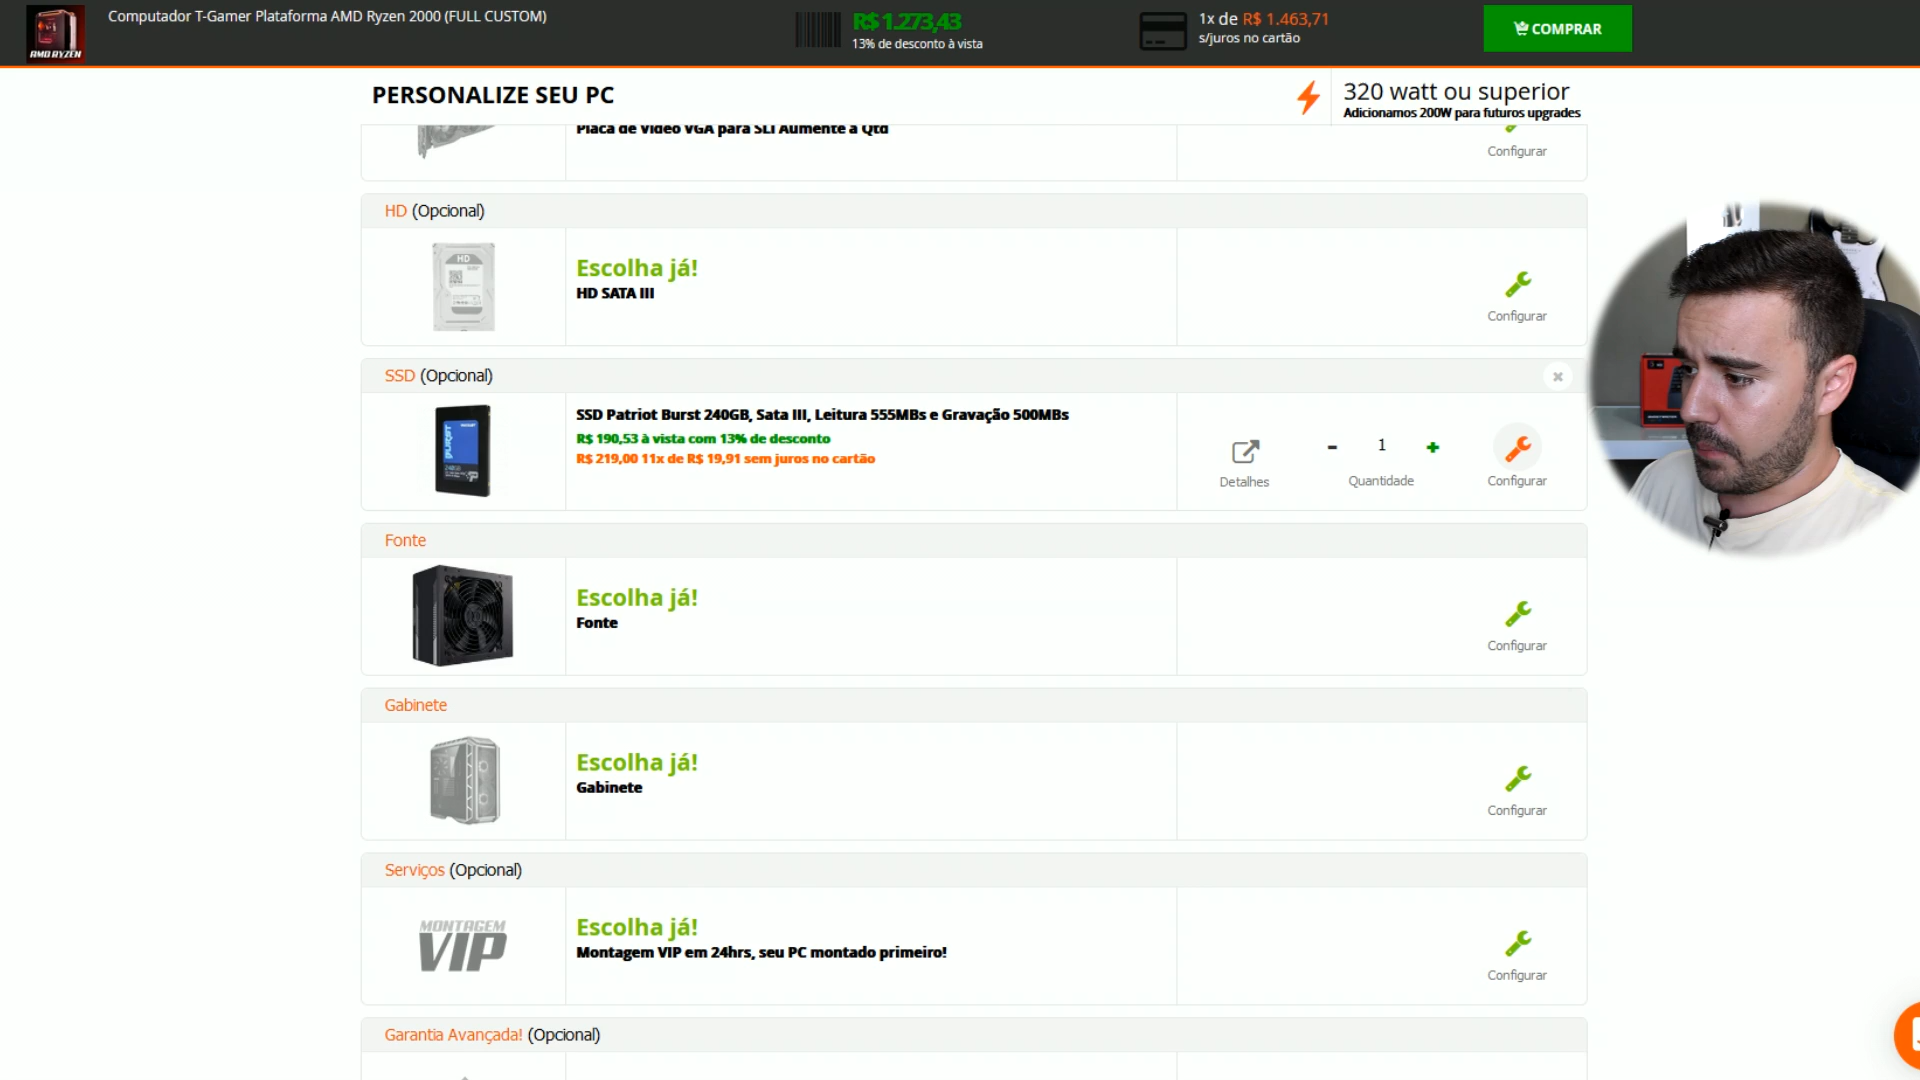 AMD RYZEN
Computador T-Gamer Plataforma AMD Ryzen 2000 (FULL CUSTOM)
R$ 1.273,43
13% de desconto à vista
1x de R$ 1.463,71
s/juros no cartão
COMPRAR
PERSONALIZE SEU PC
320 watt ou superior
Adicionamos 200W para futuros upgrades
Placa de Vídeo VGA para SLI Aumente a Qtd
Configurar
HD (Opcional)
HD
Escolha já!
HD SATA III
Configurar
SSD (Opcional)
BURST
SSD Patriot Burst 240GB, Sata III, Leitura 555MBs e Gravação 500MBs
R$ 190,53 à vista com 13% de desconto
R$ 219,00 11x de R$ 19,91 sem juros no cartão
Detalhes
- 1 +
Quantidade
Configurar
Fonte
Escolha já!
Fonte
Configurar
Gabinete
Escolha já!
Gabinete
Configurar
Serviços (Opcional)
MONTAGEM
VIP
Escolha já!
Montagem VIP em 24hrs, seu PC montado primeiro!
Configurar
Garantia Avançada! (Opcional)